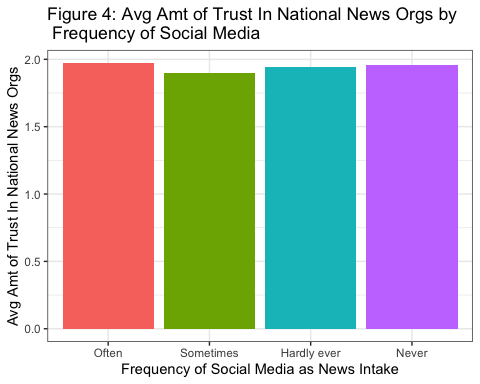 Figure 4: Avg Amt of Trust In National News Orgs by
Frequency of Social Media
Avg Amt of Trust In National News Orgs
2.0
1.5
1.0
0.5
0.0
Often Sometimes Hardly ever Never
Frequency of Social Media as News Intake